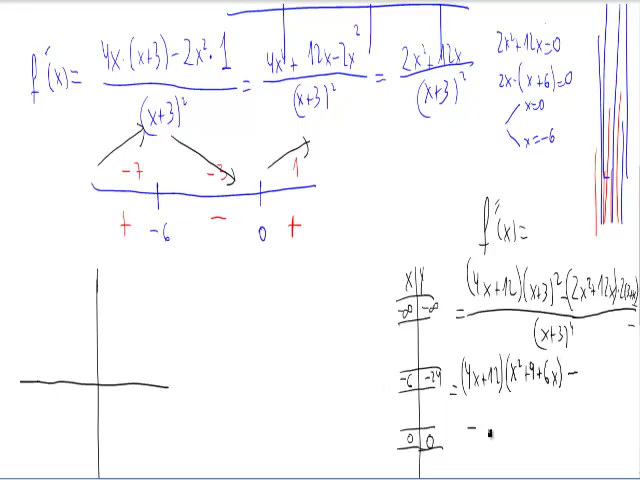 f'(x)= 4x·(x+3)-2x²·1 / (x+3)² = 4x²+12x-2x² / (x+3)² = 2x²+12x / (x+3)²
2x²+12x=0
2x·(x+6)=0
x=0
x=-6
-7 -3 1
+ -6 - 0 +
f''(x)=
x y
-∞ -∞
= (4x+12)(x+3)²-(2x²+12x)·2(3+x) / (x+3)⁴
-6 -24
=(4x+12)(x²+9+6x) -
0 0
-